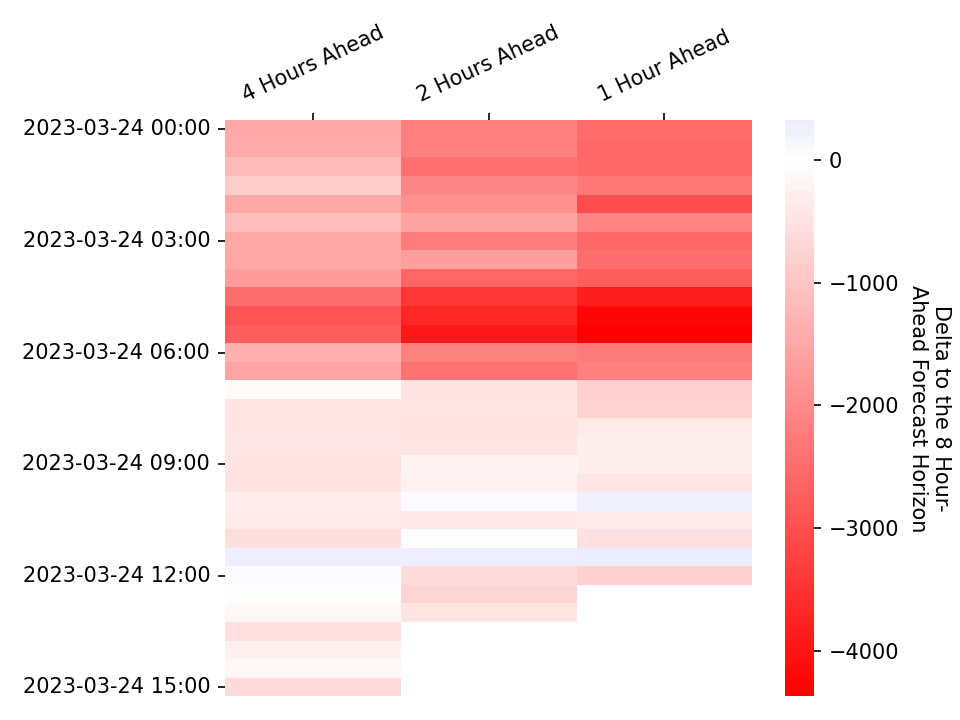 4 Hours Ahead
2 Hours Ahead
1 Hour Ahead
2023-03-24 00:00
2023-03-24 03:00
2023-03-24 06:00
2023-03-24 09:00
2023-03-24 12:00
2023-03-24 15:00
0
−1000
−2000
−3000
−4000
Delta to the 8 Hour-
Ahead Forecast Horizon